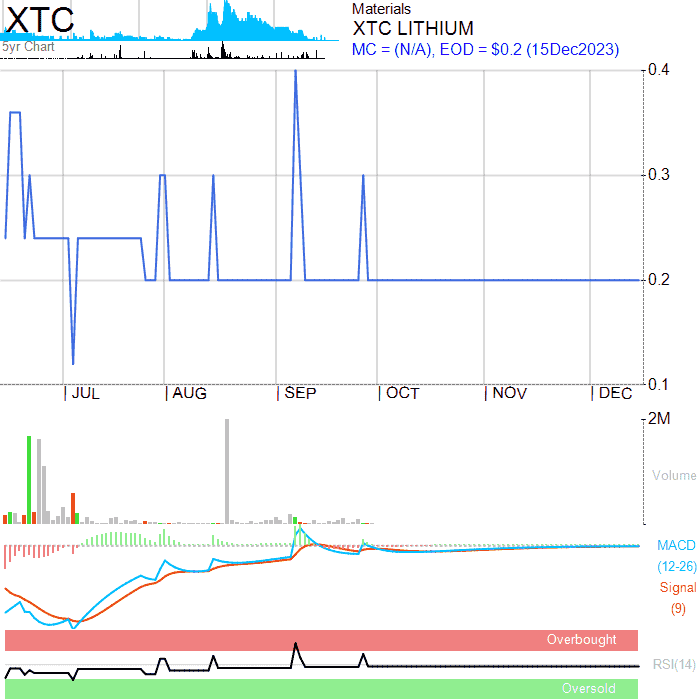 XTC
5yr Chart
Materials
XTC LITHIUM
MC = (N/A), EOD = $0.2 (15Dec2023)
0.4
0.3
0.2
0.1
JUL AUG SEP OCT NOV DEC
2M
Volume
MACD
(12-26)
Signal
(9)
Overbought
RSI(14)
Oversold